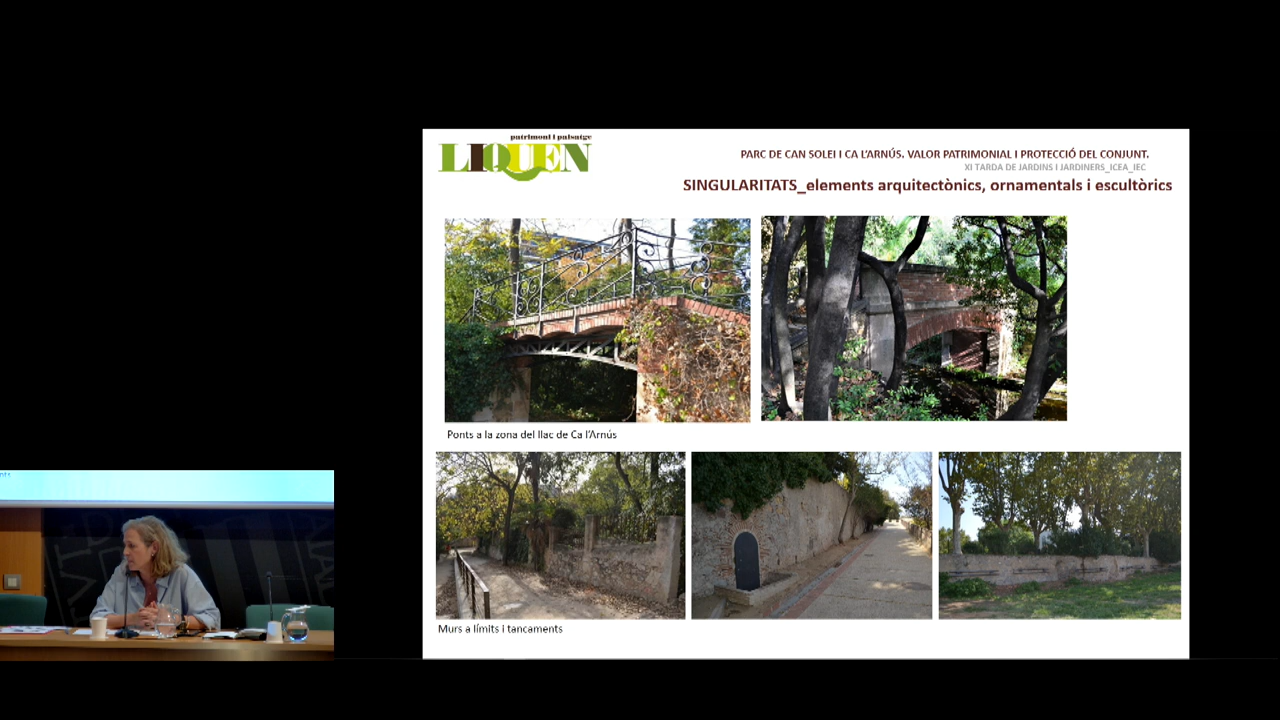 patrimoni i paisatge
LIQUEN
PARC DE CAN SOLEI I CA L'ARNÚS. VALOR PATRIMONIAL I PROTECCIÓ DEL CONJUNT.
XI TARDA DE JARDINS I JARDINERS_ICEA_IEC
SINGULARITATS_elements arquitectònics, ornamentals i escultòrics
Ponts a la zona del llac de Ca l'Arnús
Murs a límits i tancaments